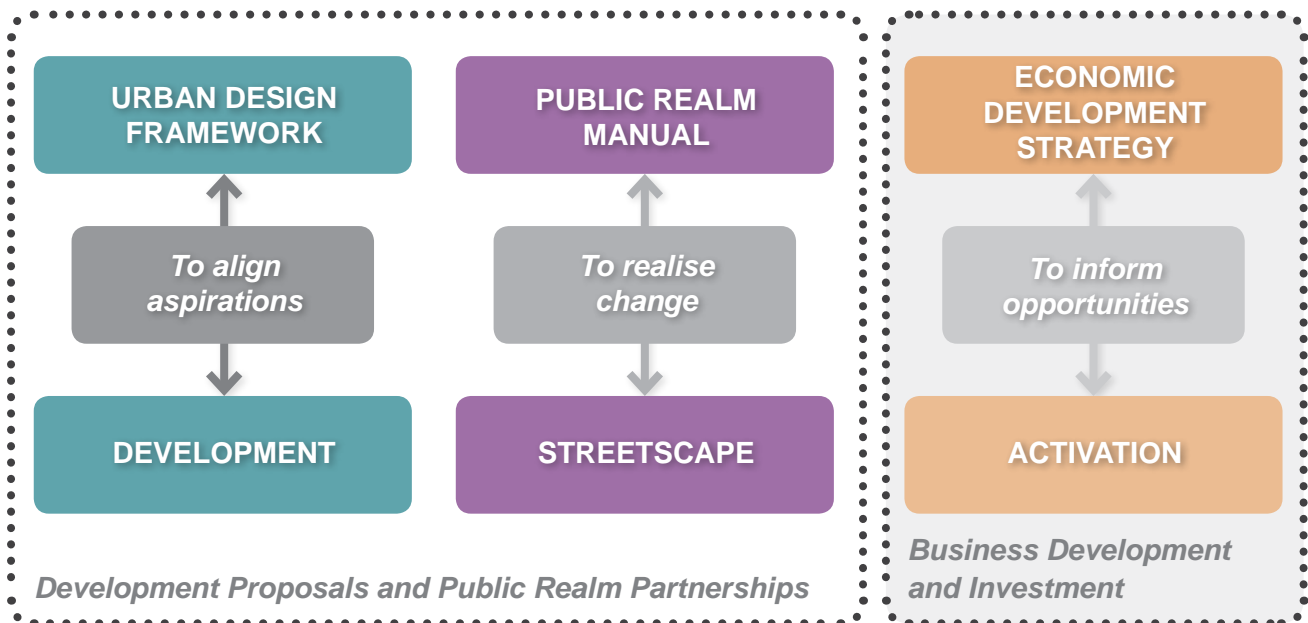 URBAN DESIGN
FRAMEWORK
To align
aspirations
DEVELOPMENT
PUBLIC REALM
MANUAL
To realise
change
STREETSCAPE
Development Proposals and Public Realm Partnerships
ECONOMIC
DEVELOPMENT
STRATEGY
To inform
opportunities
ACTIVATION
Business Development
and Investment